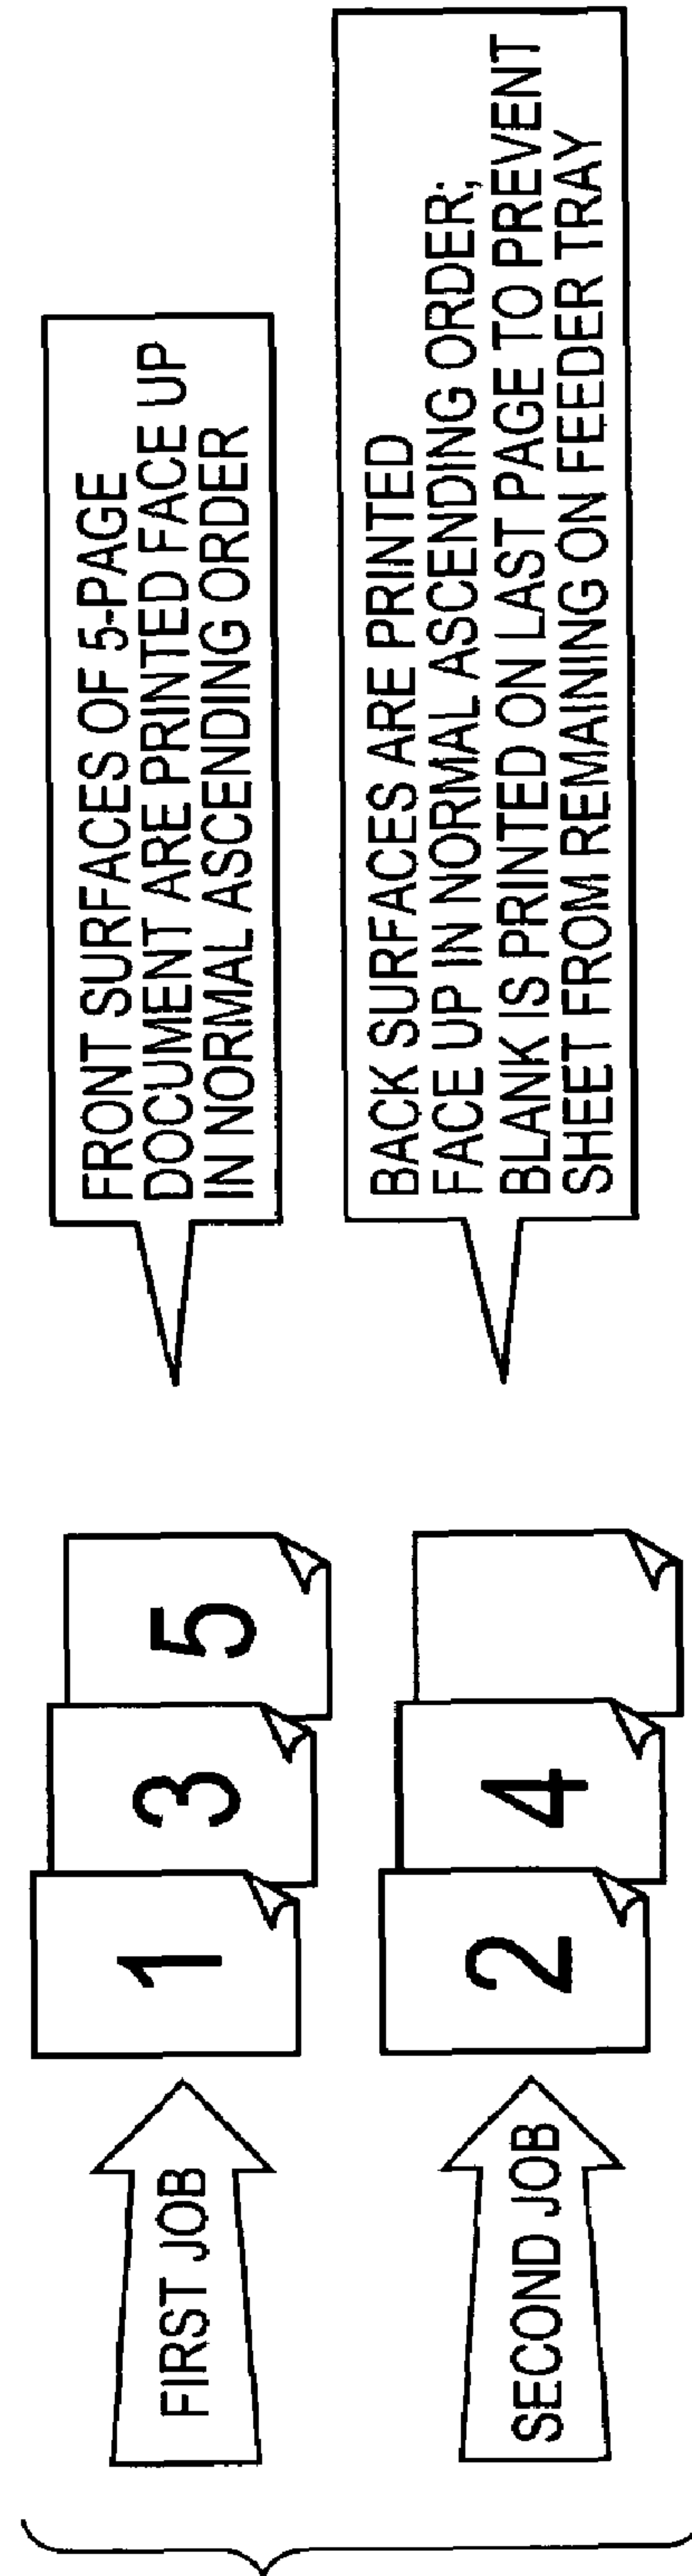 FIRST JOB
1
3
5
FRONT SURFACES OF 5-PAGE
DOCUMENT ARE PRINTED FACE UP
IN NORMAL ASCENDING ORDER
SECOND JOB
2
4
BACK SURFACES ARE PRINTED
FACE UP IN NORMAL ASCENDING ORDER;
BLANK IS PRINTED ON LAST PAGE TO PREVENT
SHEET FROM REMAINING ON FEEDER TRAY